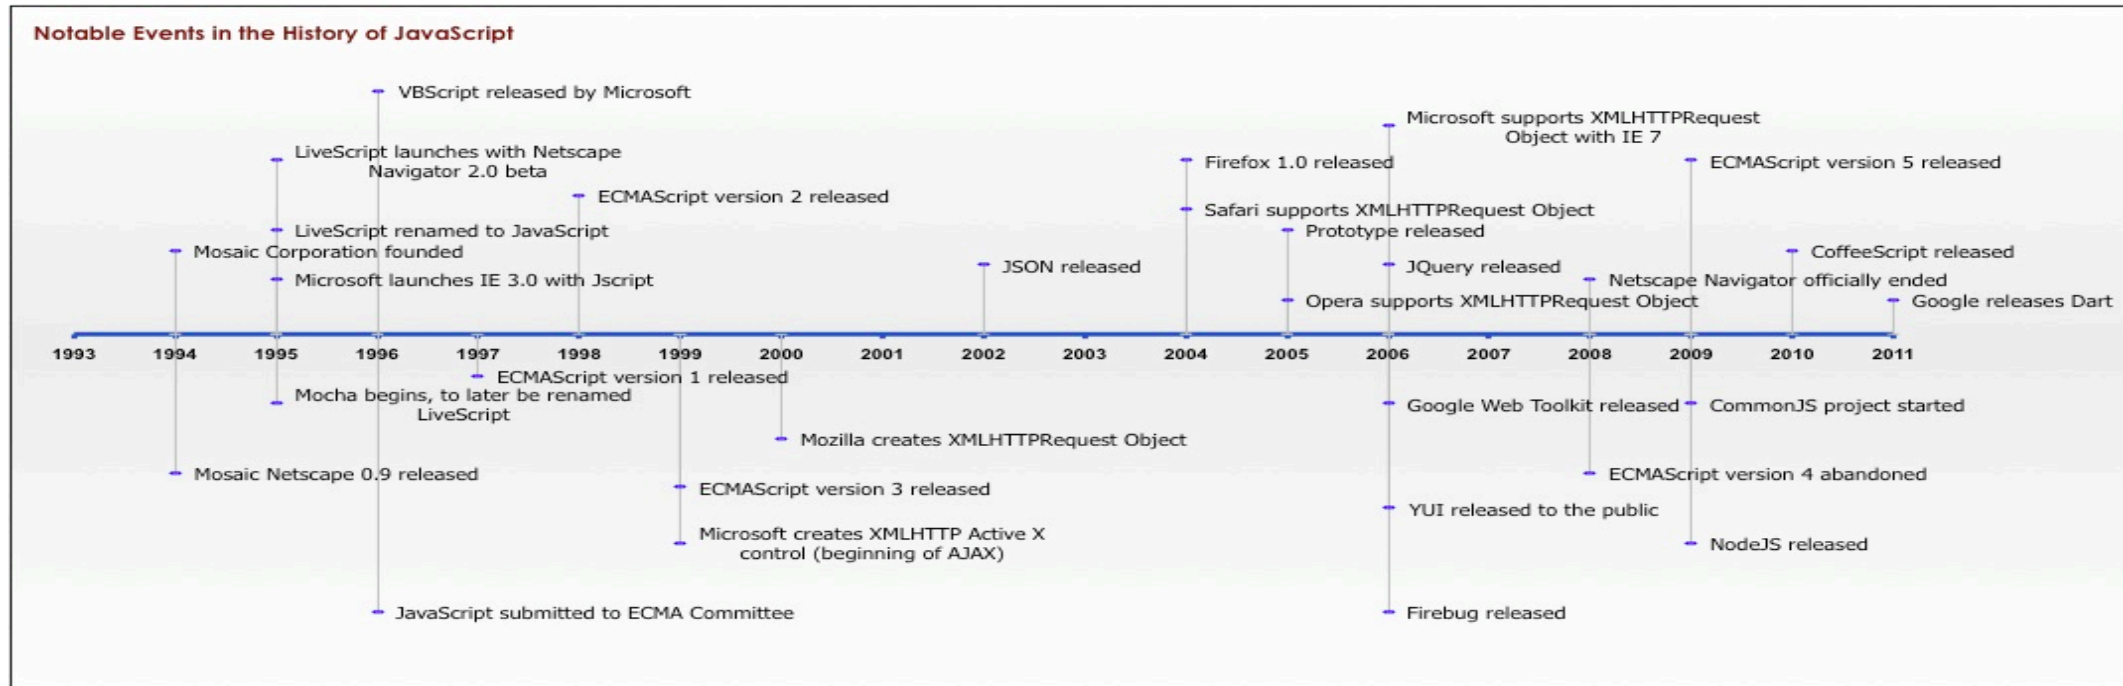 Notable Events in the History of JavaScript
VBScript released by Microsoft
Microsoft supports XMLHTTPRequest
Object with IE 7
LiveScript launches with Netscape
Navigator 2.0 beta
Firefox 1.0 released
ECMAScript version 5 released
ECMAScript version 2 released
Safari supports XMLHTTPRequest Object
LiveScript renamed to JavaScript
Prototype released
Mosaic Corporation founded
CoffeeScript released
JSON released
JQuery released
Microsoft launches IE 3.0 with Jscript
Netscape Navigator officially ended
Opera supports XMLHTTPRequest Object
Google releases Dart
1993 1994 1995 1996 1997 1998 1999 2000 2001 2002 2003 2004 2005 2006 2007 2008 2009 2010 2011
ECMAScript version 1 released
Mocha begins, to later be renamed
LiveScript
Google Web Toolkit released
CommonJS project started
Mozilla creates XMLHTTPRequest Object
Mosaic Netscape 0.9 released
ECMAScript version 4 abandoned
ECMAScript version 3 released
YUI released to the public
Microsoft creates XMLHTTP Active X
control (beginning of AJAX)
NodeJS released
JavaScript submitted to ECMA Committee
Firebug released